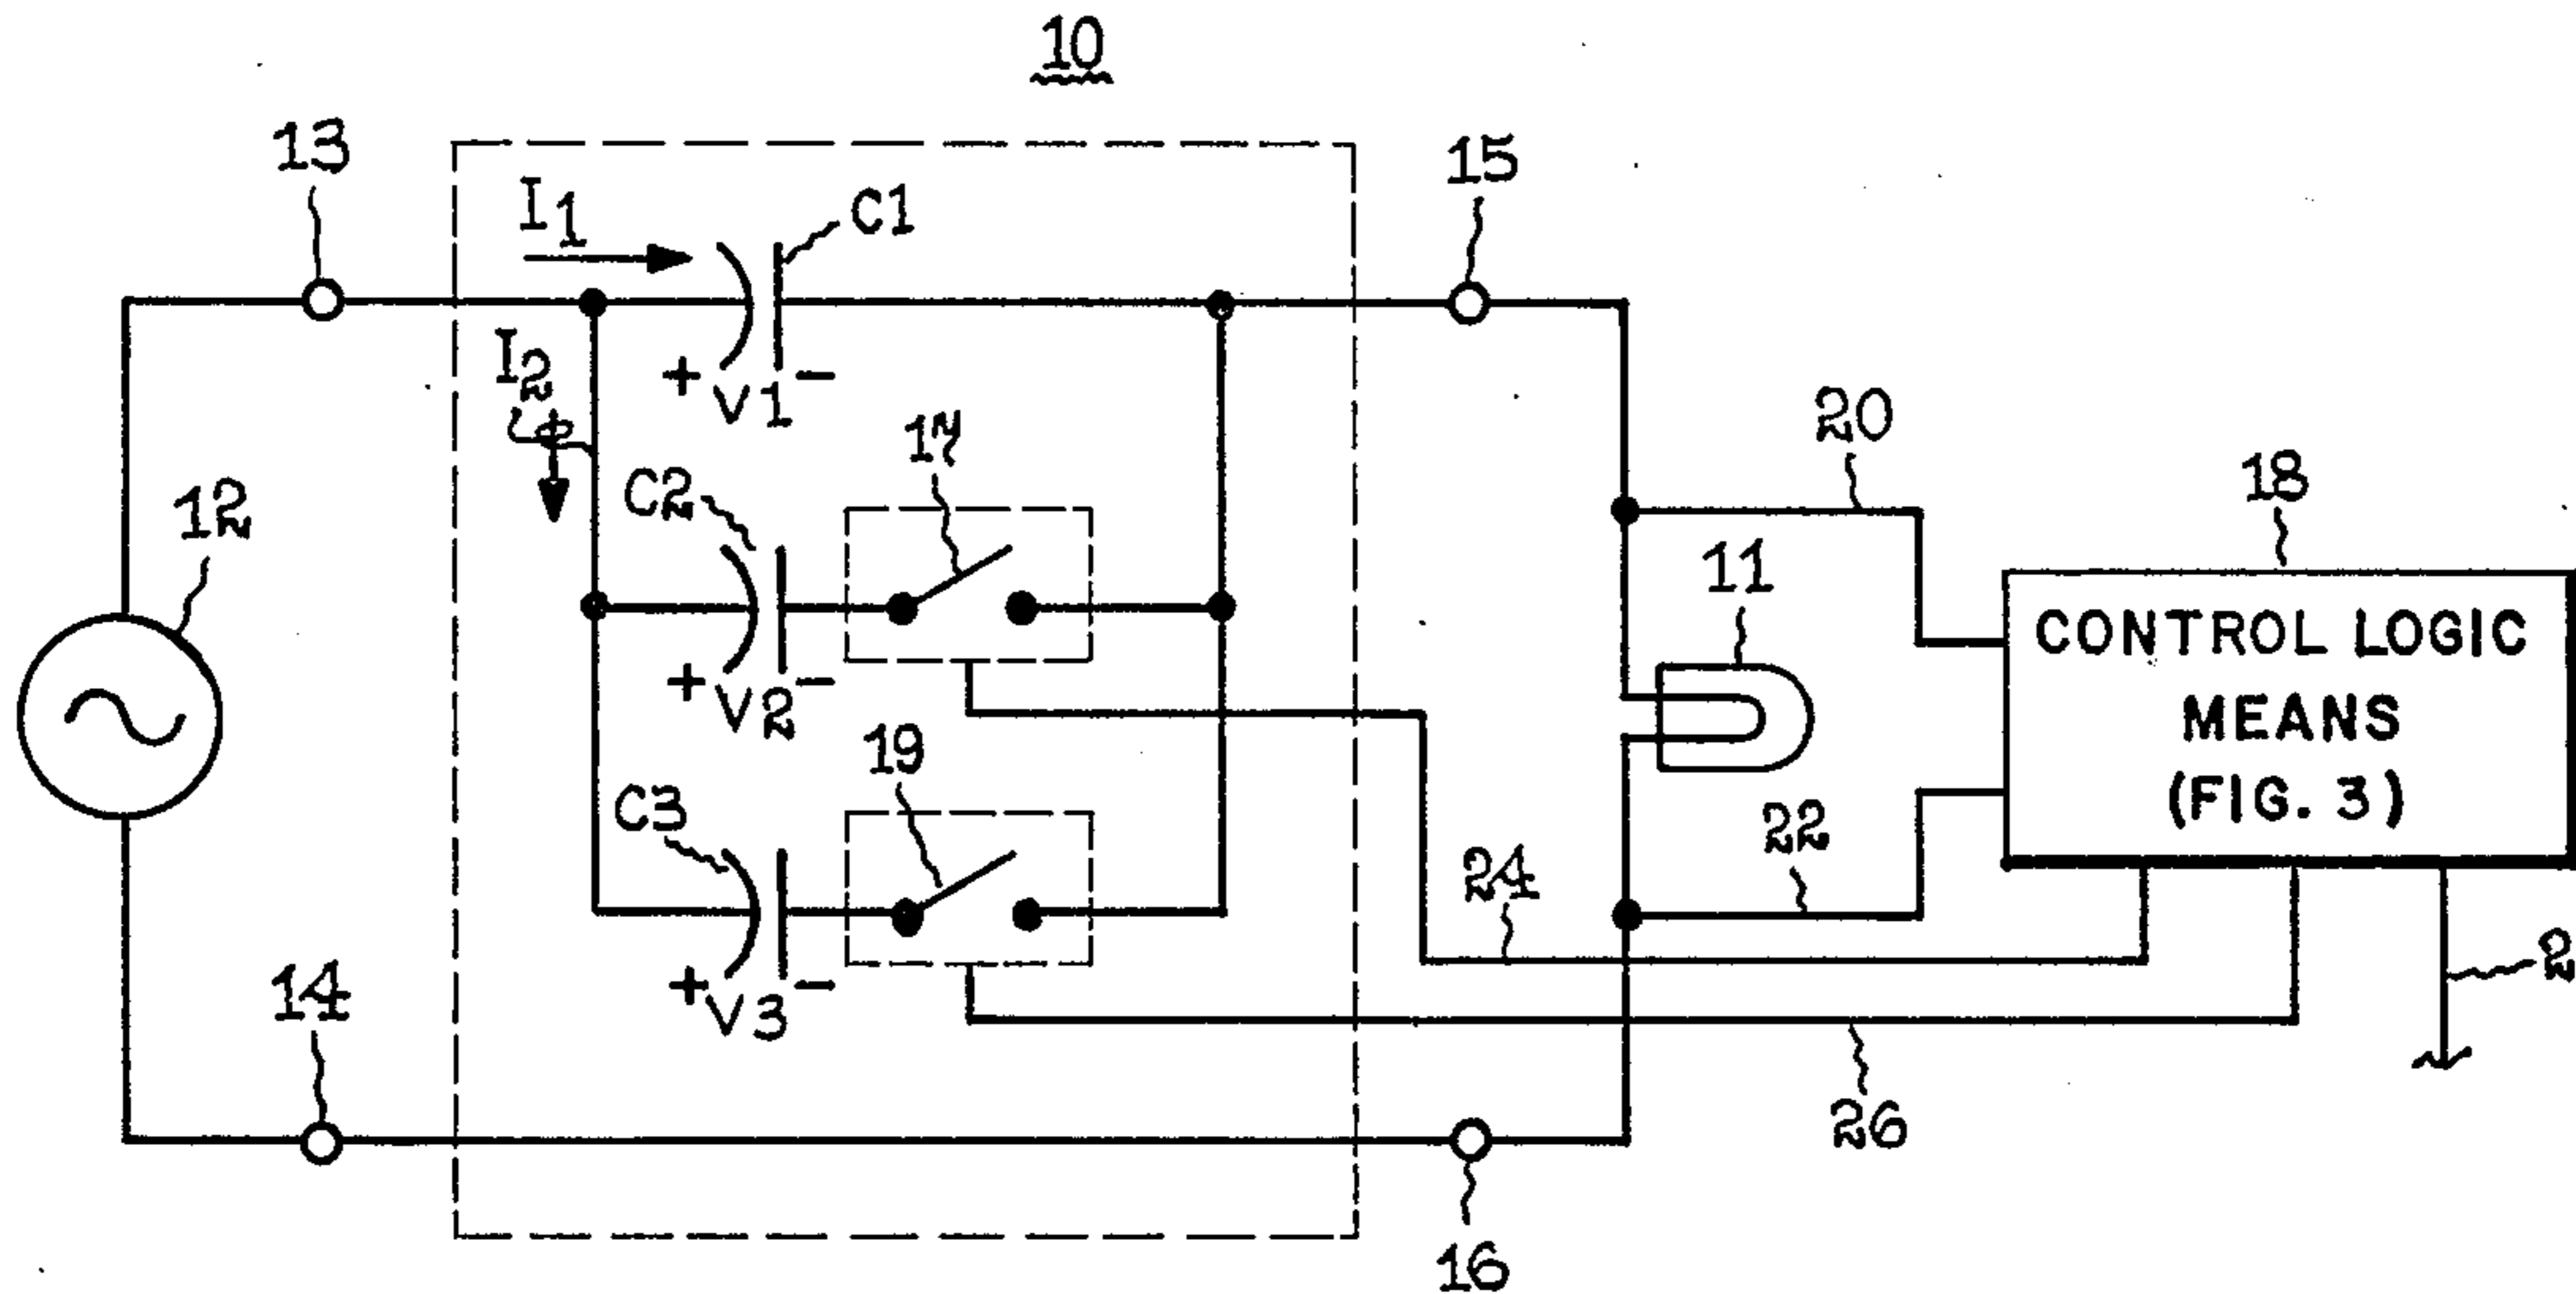 10
13
I1
C1
15
+ V1 -
I2
17
20
C2
18
12
11
CONTROL LOGIC
MEANS
(FIG. 3)
+ V2 -
19
C3
22
24
2
14
+ V3 -
26
16